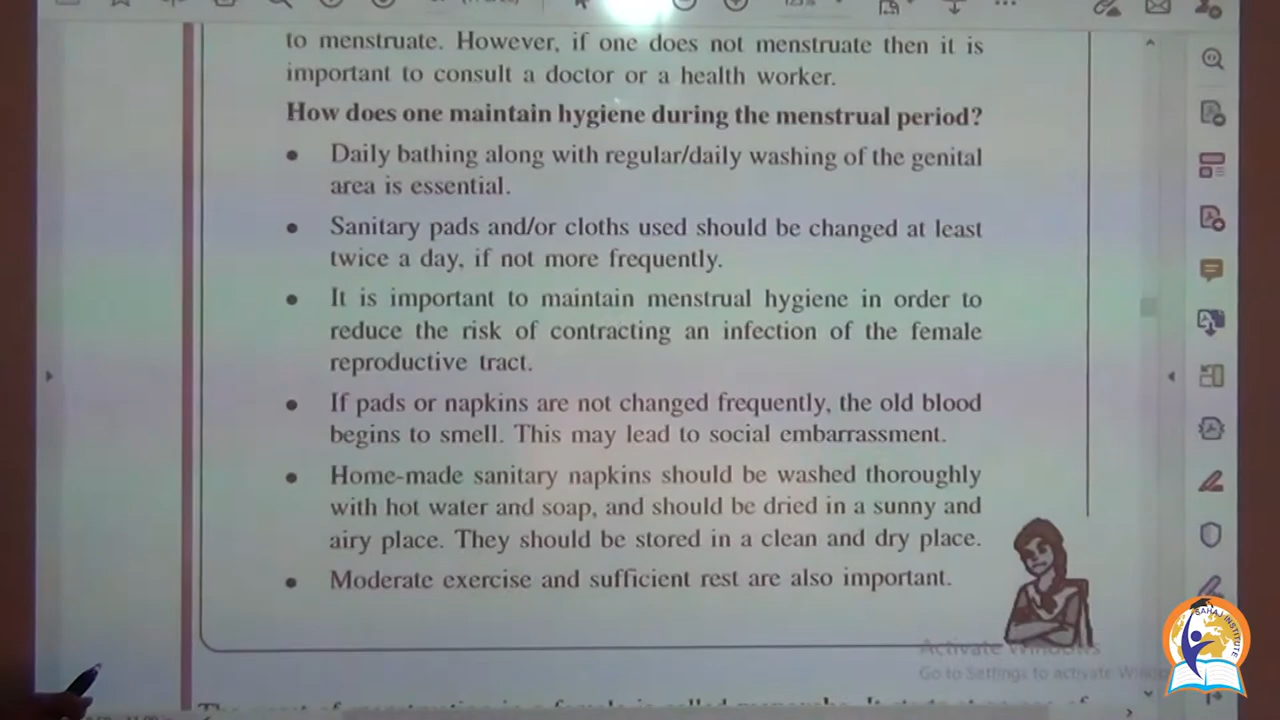 to menstruate. However, if one does not menstruate then it is
important to consult a doctor or a health worker.
How does one maintain hygiene during the menstrual period?
• Daily bathing along with regular/daily washing of the genital
area is essential.
• Sanitary pads and/or cloths used should be changed at least
twice a day, if not more frequently.
• It is important to maintain menstrual hygiene in order to
reduce the risk of contracting an infection of the female
reproductive tract.
• If pads or napkins are not changed frequently, the old blood
begins to smell. This may lead to social embarrassment.
• Home-made sanitary napkins should be washed thoroughly
with hot water and soap, and should be dried in a sunny and
airy place. They should be stored in a clean and dry place.
• Moderate exercise and sufficient rest are also important.
Activate Windows
Go to Settings to activate
SAHAJ INSTITUTE